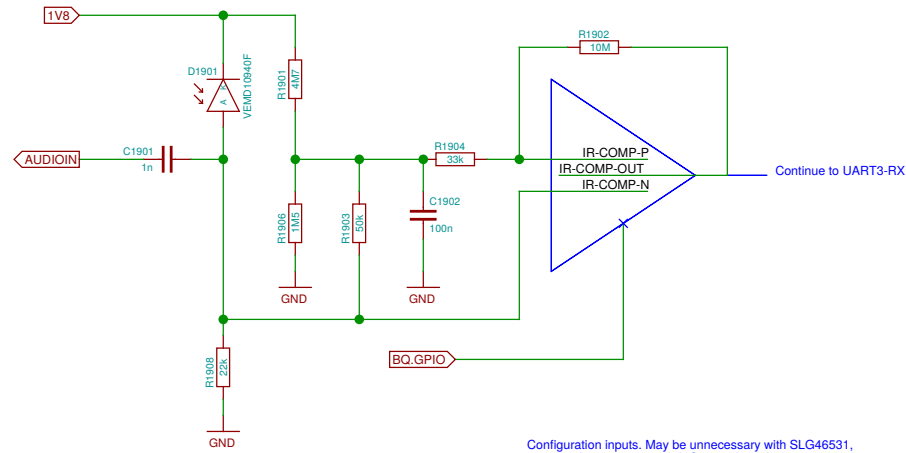 1V8
R1902
10M
D1901
K
A
VEMD10940F
R1901
4M7
C1901
1n
AUDIOIN
R1904
33k
IR-COMP-P
IR-COMP-OUT
IR-COMP-N
Continue to UART3-RX
R1906
1M5
R1903
50k
C1902
100n
GND
GND
BQ.GPIO
R1908
22k
GND
Configuration inputs. May be unnecessary with SLG46531,